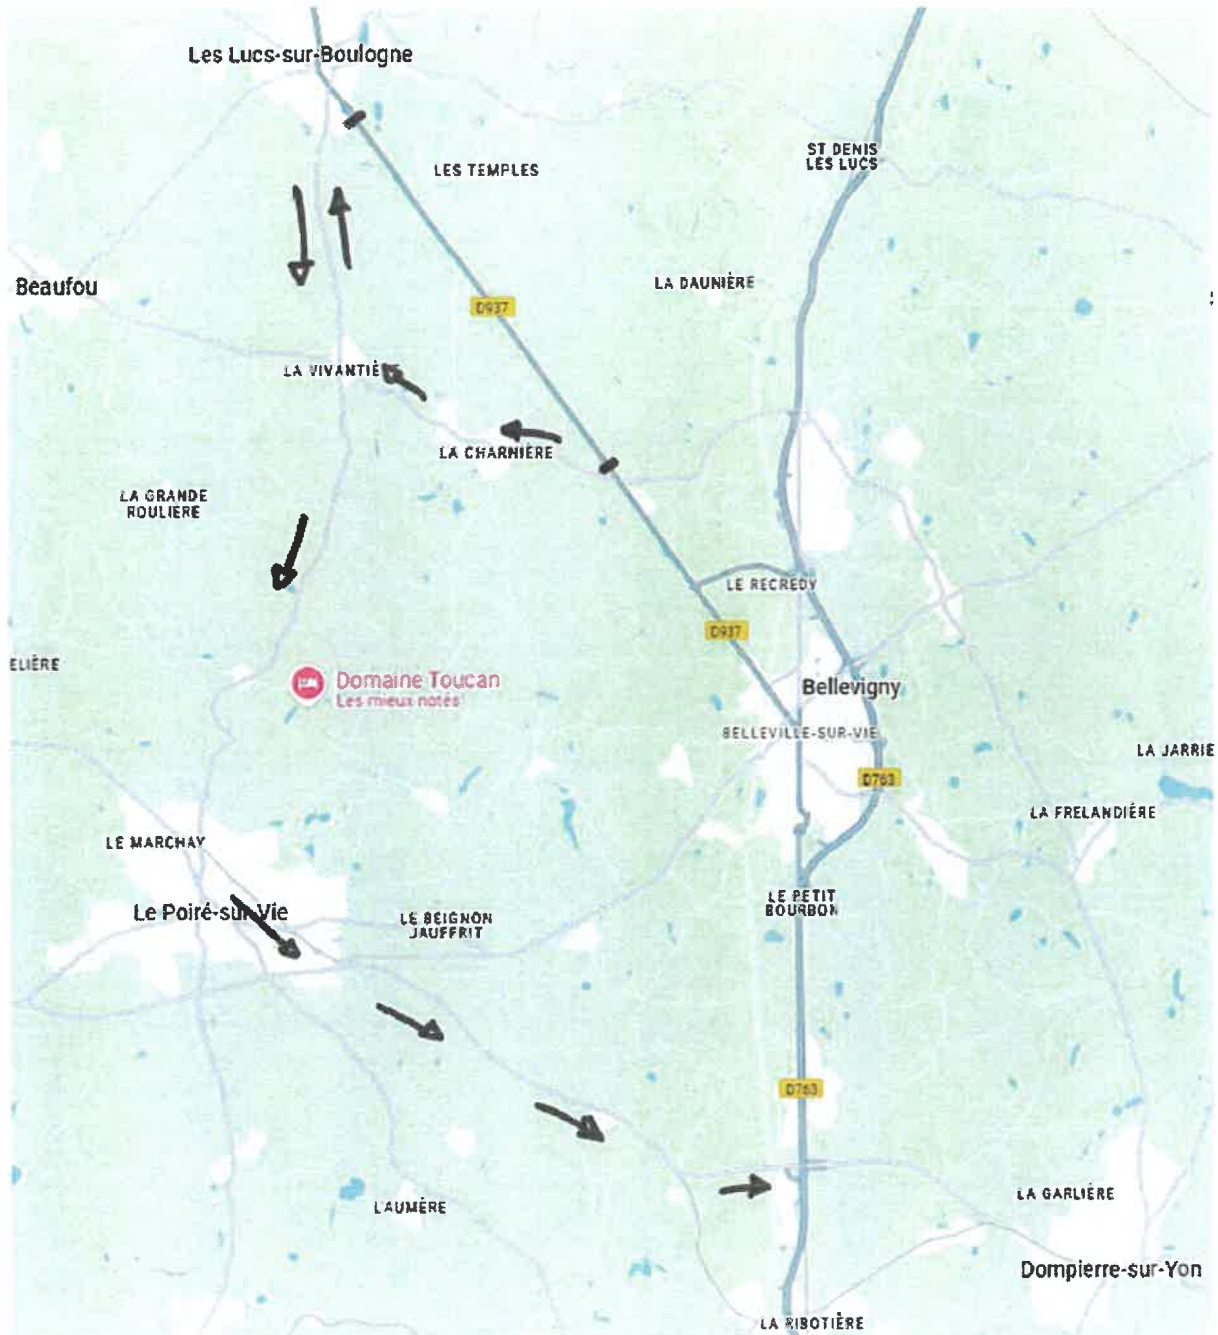 Les Lucs-sur-Boulogne
ST DENIS
LES LUCS
LES TEMPLES
Beaufou
LA DAUNIÈRE
D937
LA VIVANTIÈ
LA CHARNIÈRE
LA GRANDE
ROULIERE
LE RECREDY
D937
ELIÈRE
Domaine Toucan
Les mieux notés
Bellevigny
BELLEVILLE-SUR-VIE
LA JARRIE
D763
LA FRELANDIÈRE
LE MARCHAY
LE PETIT
BOURBON
Le Poiré-sur-Vie
LE BEIGNON
JAUFFRIT
D763
LA GARLIÈRE
LAUMÈRE
Dompierre-sur-Yon
LA RIBOTIÈRE